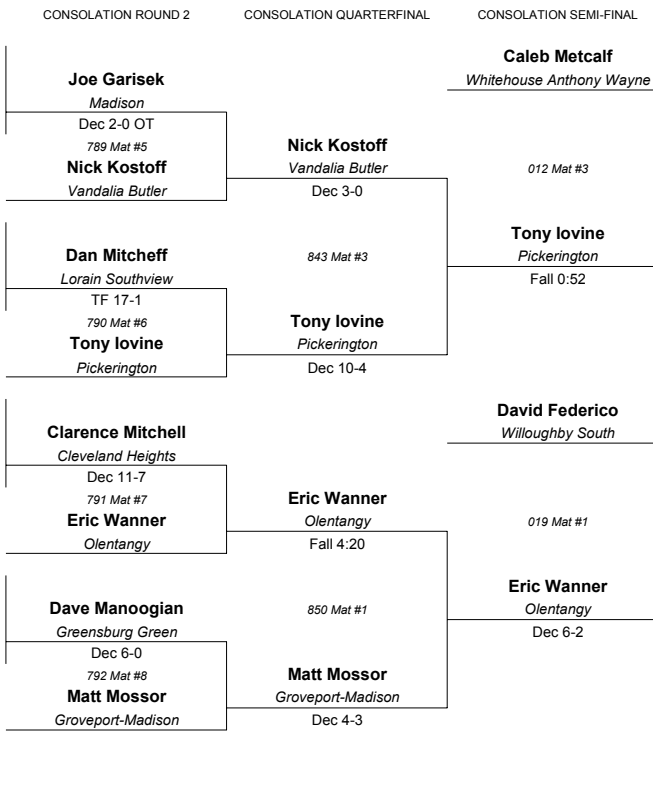 CONSOLATION ROUND 2
CONSOLATION QUARTERFINAL
CONSOLATION SEMI-FINAL
Joe Garisek
Madison
Dec 2-0 OT
789 Mat #5
Nick Kostoff
Vandalia Butler
Dan Mitcheff
Lorain Southview
TF 17-1
790 Mat #6
Tony Iovine
Pickerington
Clarence Mitchell
Cleveland Heights
Dec 11-7
791 Mat #7
Eric Wanner
Olentangy
Dave Manoogian
Greensburg Green
Dec 6-0
792 Mat #8
Matt Mossor
Groveport-Madison
Nick Kostoff
Vandalia Butler
Dec 3-0
843 Mat #3
Tony Iovine
Pickerington
Dec 10-4
Eric Wanner
Olentangy
Fall 4:20
850 Mat #1
Matt Mossor
Groveport-Madison
Dec 4-3
Caleb Metcalf
Whitehouse Anthony Wayne
012 Mat #3
Tony Iovine
Pickerington
Fall 0:52
David Federico
Willoughby South
019 Mat #1
Eric Wanner
Olentangy
Dec 6-2